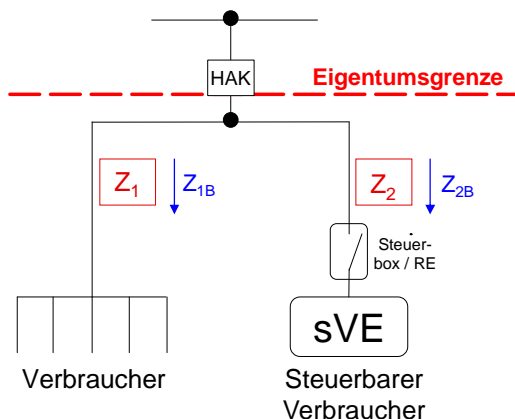 HAK
Eigentumsgrenze
Z1
Z1B
Z2
Z2B
Steuer-
box / RE
sVE
Verbraucher
Steuerbarer
Verbraucher